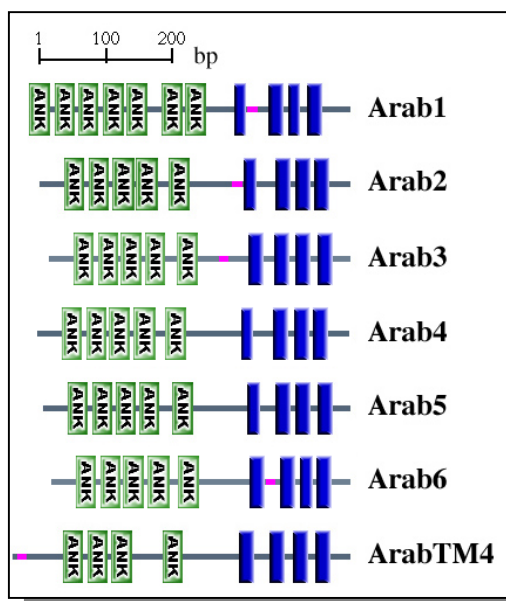 1 100 200 bp
ANK ANK ANK ANK ANK ANK ANK Arab1
ANK ANK ANK ANK ANK Arab2
ANK ANK ANK ANK ANK Arab3
ANK ANK ANK ANK ANK Arab4
ANK ANK ANK ANK ANK Arab5
ANK ANK ANK ANK ANK Arab6
ANK ANK ANK ANK ArabTM4